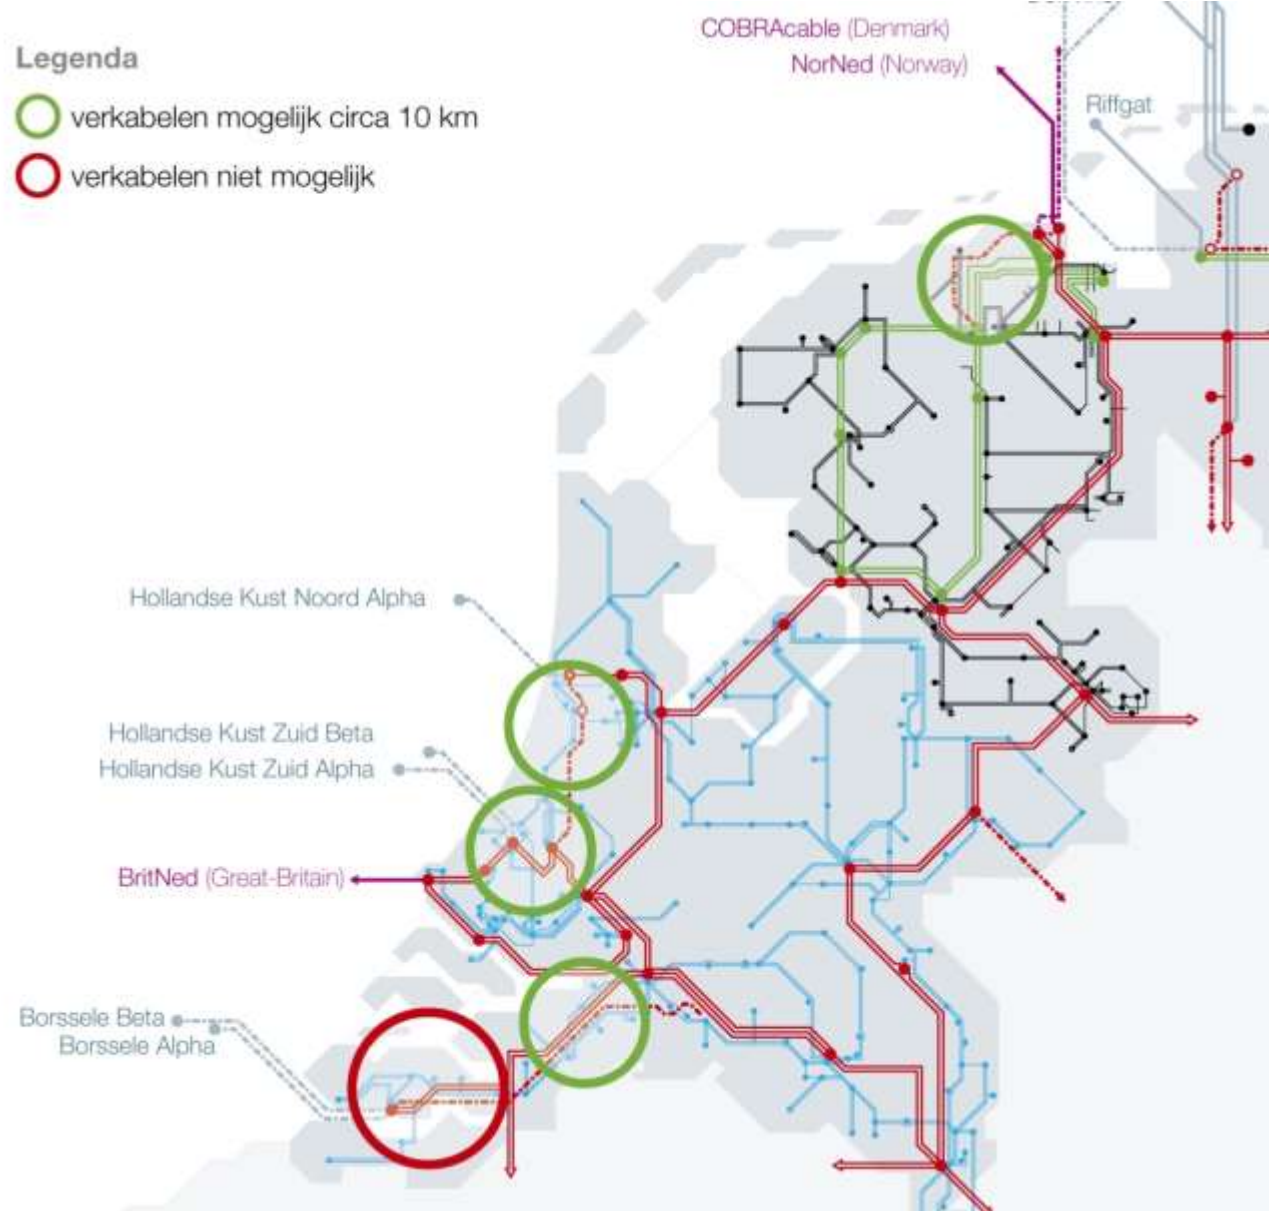 COBRAcable (Denmark)
NorNed (Norway)
Legenda
verkabelen mogelijk circa 10 km
verkabelen niet mogelijk
Riffgat
Hollandse Kust Noord Alpha
Hollandse Kust Zuid Beta
Hollandse Kust Zuid Alpha
BritNed (Great-Britain)
Borssele Beta
Borssele Alpha